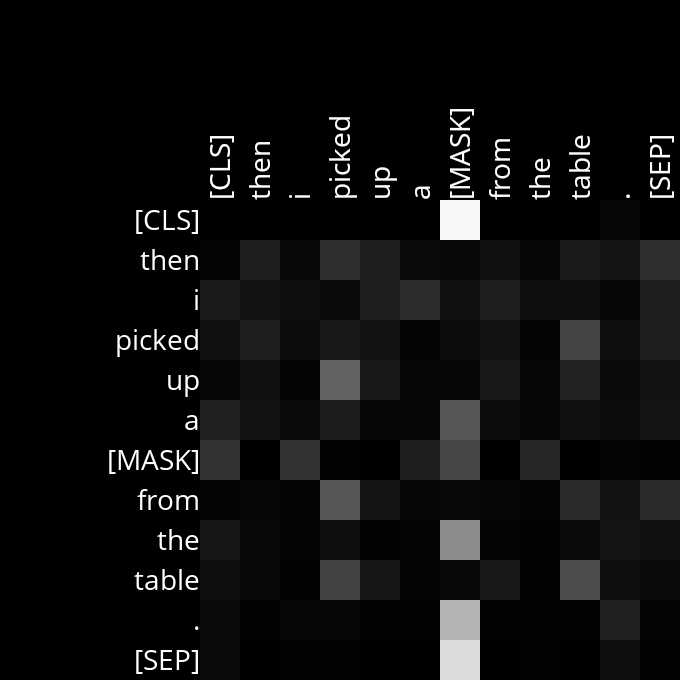 [CLS] then i picked up a [MASK] from the table . [SEP]
[CLS]
then
i
picked
up
a
[MASK]
from
the
table
.
[SEP]